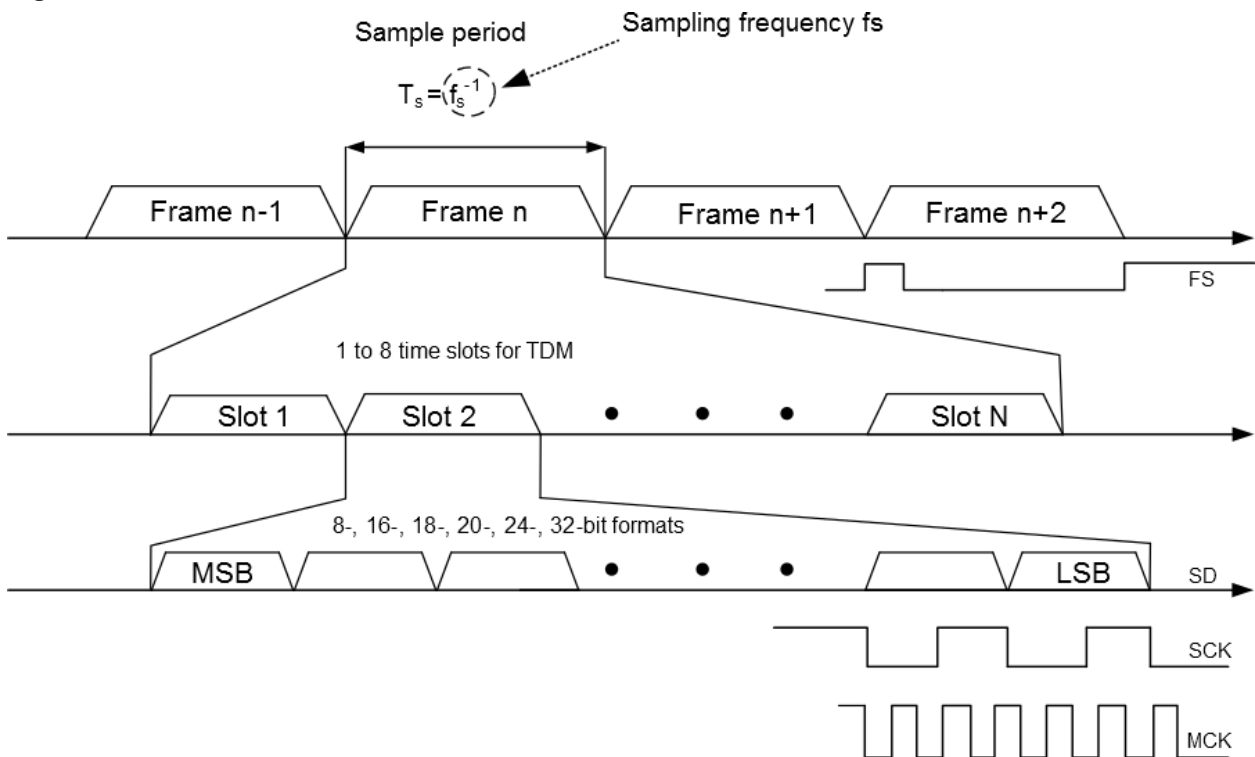 Sample period
Sampling frequency fs
Tₛ = fₛ⁻¹
Frame n-1
Frame n
Frame n+1
Frame n+2
FS
1 to 8 time slots for TDM
Slot 1
Slot 2
Slot N
8-, 16-, 18-, 20-, 24-, 32-bit formats
MSB
LSB
SD
SCK
MCK